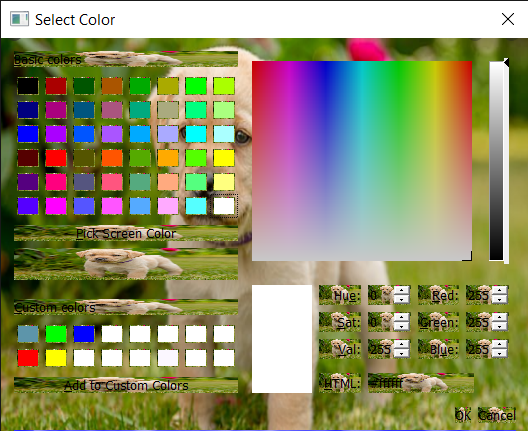 Select Color
Basic colors
Pick Screen Color
Custom colors
Add to Custom Colors
Hue: 0 Red: 255
Sat: 0 Green: 255
Val: 255 Blue: 255
HTML: #ffffff
OK Cancel